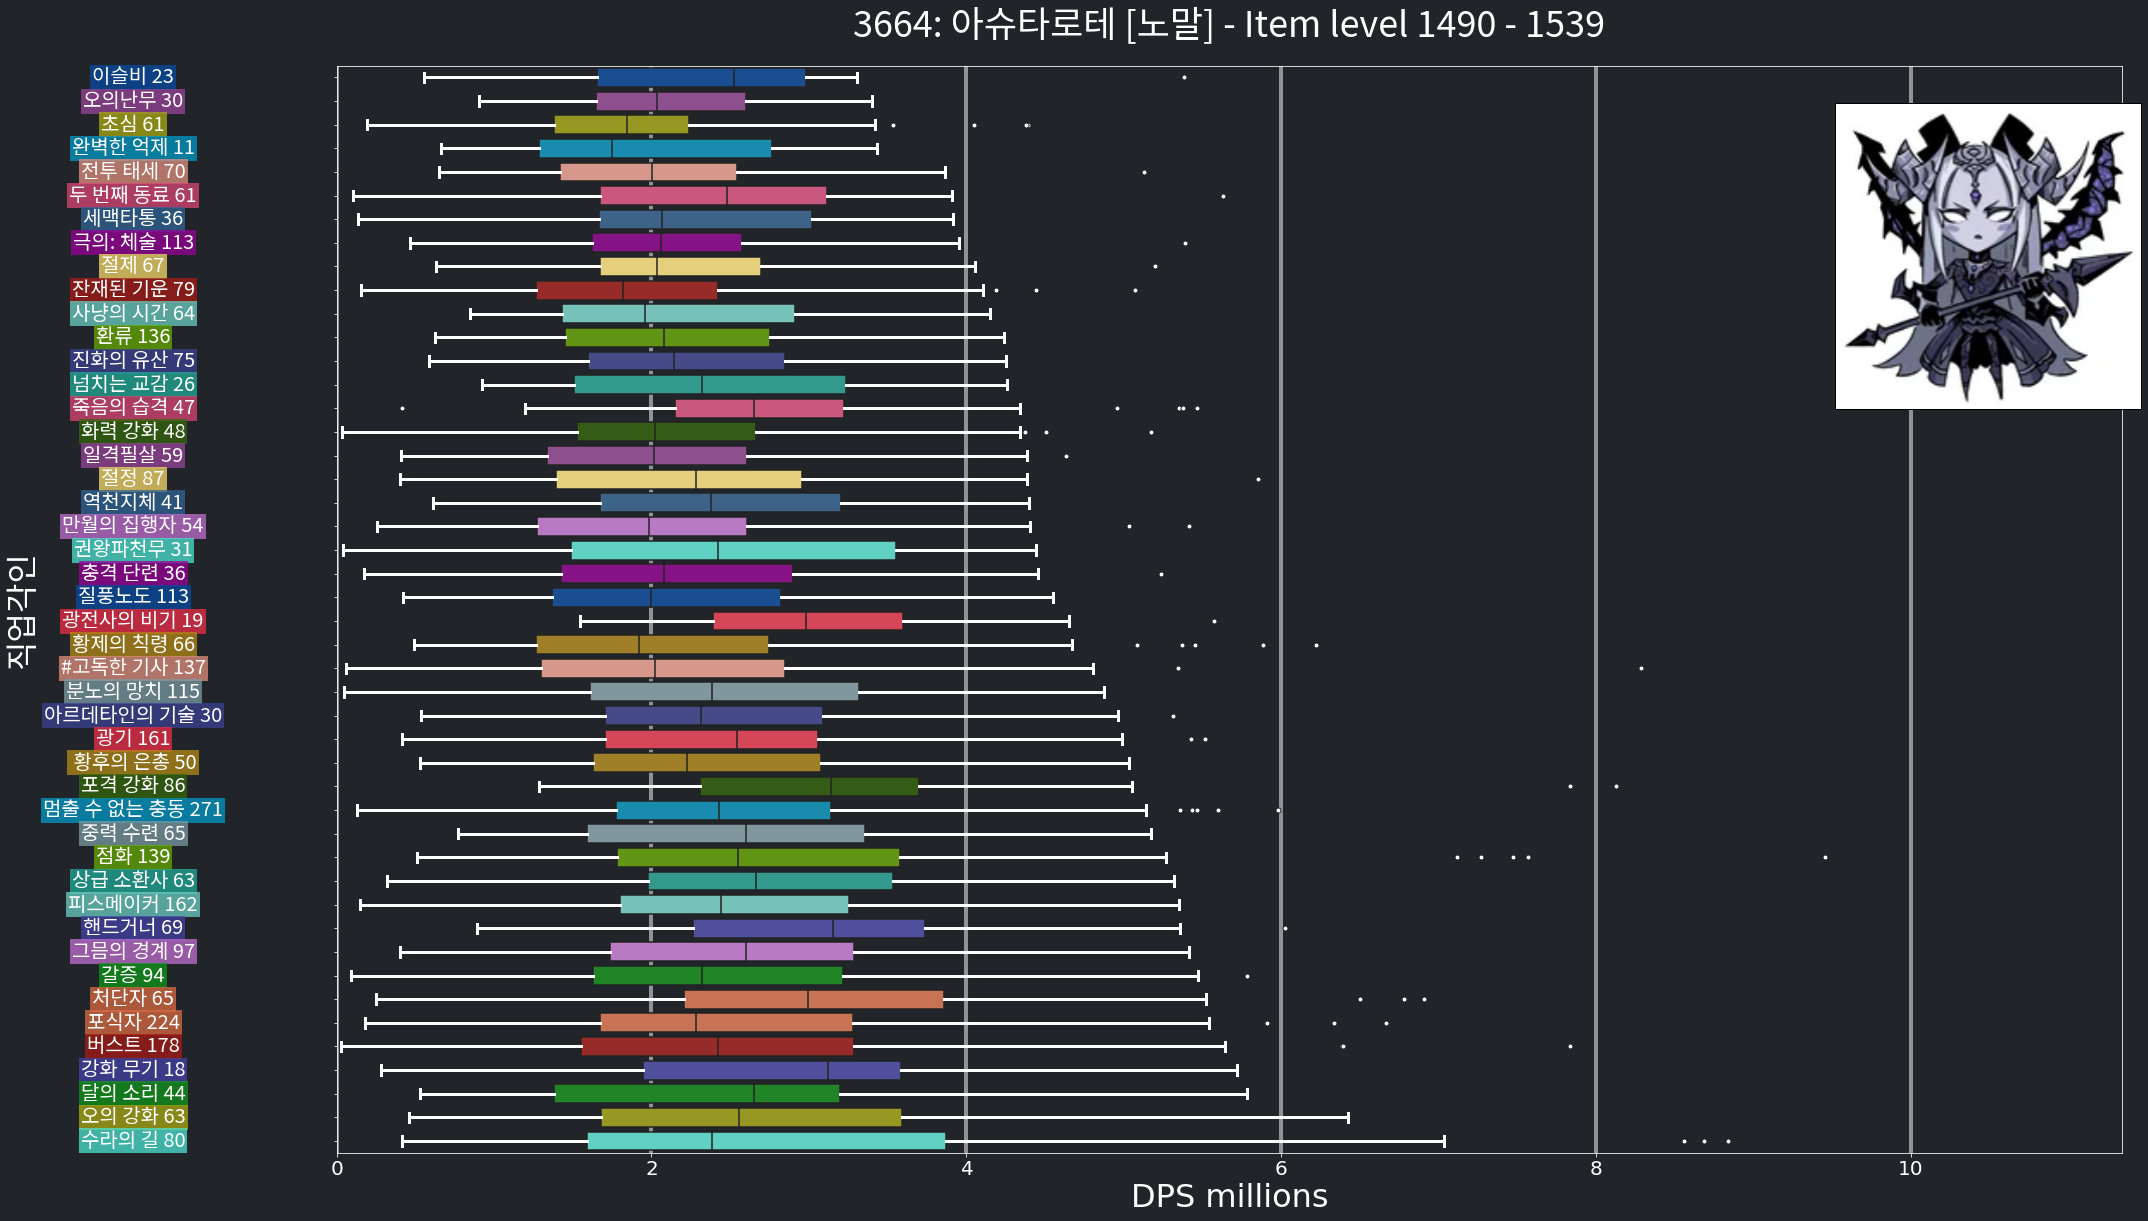 3664: 아슈타로테 [노말] - Item level 1490 - 1539
이슬비 23
오의난무 30
초심 61
완벽한 억제 11
전투 태세 70
두 번째 동료 61
세맥타통 36
극의: 체술 113
절제 67
잔재된 기운 79
사냥의 시간 64
환류 136
진화의 유산 75
넘치는 교감 26
죽음의 습격 47
화력 강화 48
일격필살 59
절정 87
역천지체 41
만월의 집행자 54
권왕파천무 31
충격 단련 36
질풍노도 113
광전사의 비기 19
황제의 칙령 66
#고독한 기사 137
분노의 망치 115
아르데타인의 기술 30
광기 161
황후의 은총 50
포격 강화 86
멈출 수 없는 충동 271
중력 수련 65
점화 139
상급 소환사 63
피스메이커 162
핸드거너 69
그믐의 경계 97
갈증 94
처단자 65
포식자 224
버스트 178
강화 무기 18
달의 소리 44
오의 강화 63
수라의 길 80
직업각인
0 2 4 6 8 10
DPS millions